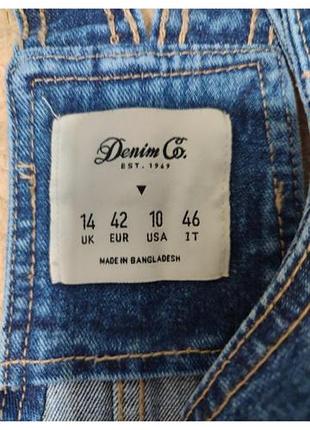 Denim Co.
EST. 1969
14 42 10 46
UK EUR USA IT
MADE IN BANGLADESH